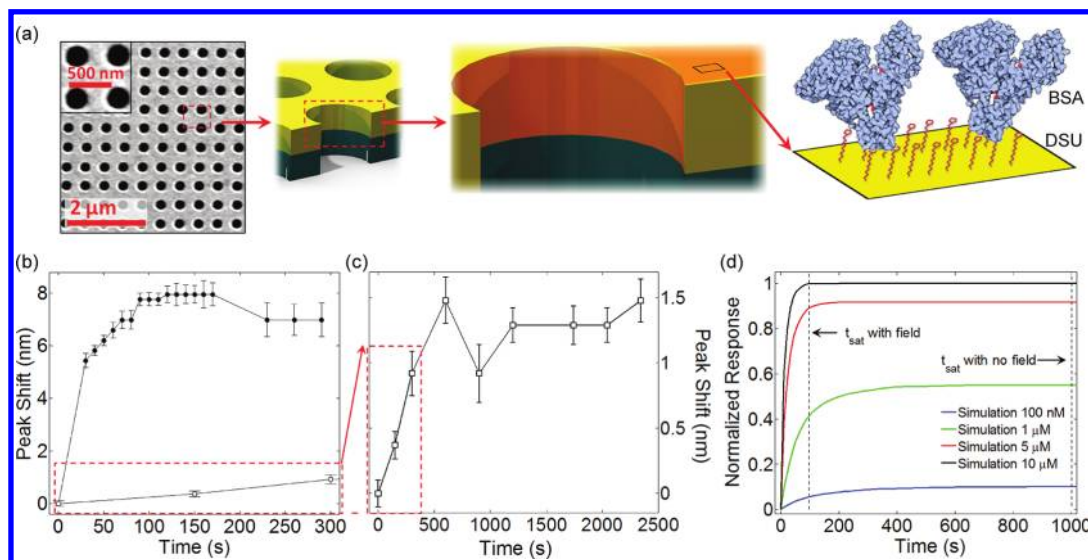 (a)
500 nm
2 μm
BSA
DSU
(b)
8
6
4
2
0
Peak Shift (nm)
0 50 100 150 200 250 300
Time (s)
(c)
1.5
1
0.5
0
Peak Shift (nm)
0 500 1000 1500 2000 2500
Time (s)
(d)
1
0.8
0.6
0.4
0.2
0
Normalized Response
tsat with field
tsat with no field
Simulation 100 nM
Simulation 1 μM
Simulation 5 μM
Simulation 10 μM
0 200 400 600 800 1000
Time (s)